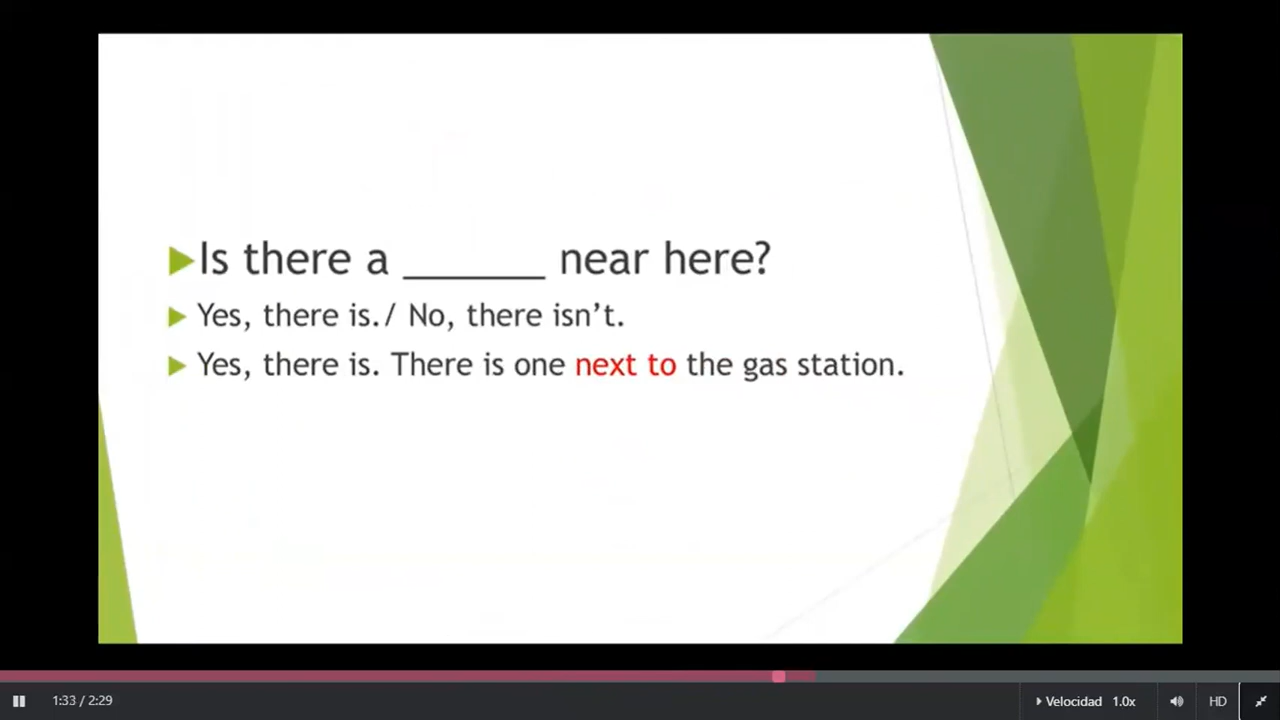 Is there a ______ near here?
Yes, there is./ No, there isn’t.
Yes, there is. There is one next to the gas station.
1:33 / 2:29
Velocidad 1.0x
HD